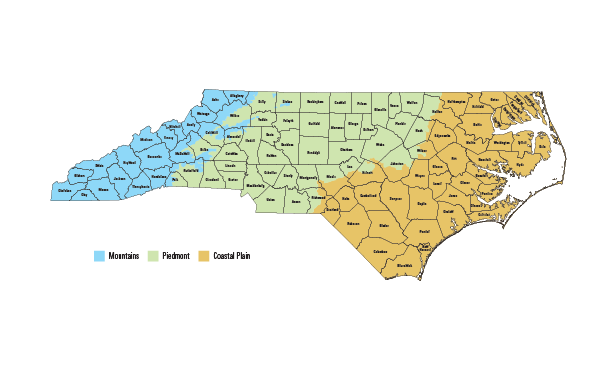 Ashe
Alleghany
Surry
Stokes
Rockingham
Caswell
Person
Granville
Vance
Warren
Halifax
Northampton
Hertford
Gates
Watauga
Wilkes
Yadkin
Forsyth
Guilford
Alamance
Orange
Durham
Franklin
Nash
Edgecombe
Bertie
Mitchell
Avery
Caldwell
Alexander
Iredell
Davie
Davidson
Randolph
Chatham
Wake
Wilson
Martin
Washington
Tyrrell
Dare
Madison
Yancey
Burke
McDowell
Catawba
Rowan
Lee
Johnston
Pitt
Beaufort
Hyde
Swain
Haywood
Buncombe
Rutherford
Lincoln
Cabarrus
Stanly
Montgomery
Moore
Harnett
Wayne
Greene
Graham
Jackson
Henderson
Polk
Cleveland
Gaston
Mecklenburg
Richmond
Hoke
Cumberland
Sampson
Lenoir
Craven
Pamlico
Cherokee
Clay
Macon
Transylvania
Union
Anson
Scotland
Duplin
Jones
Onslow
Carteret
Robeson
Bladen
Pender
New
Hanover
Columbus
Brunswick
Mountains
Piedmont
Coastal Plain